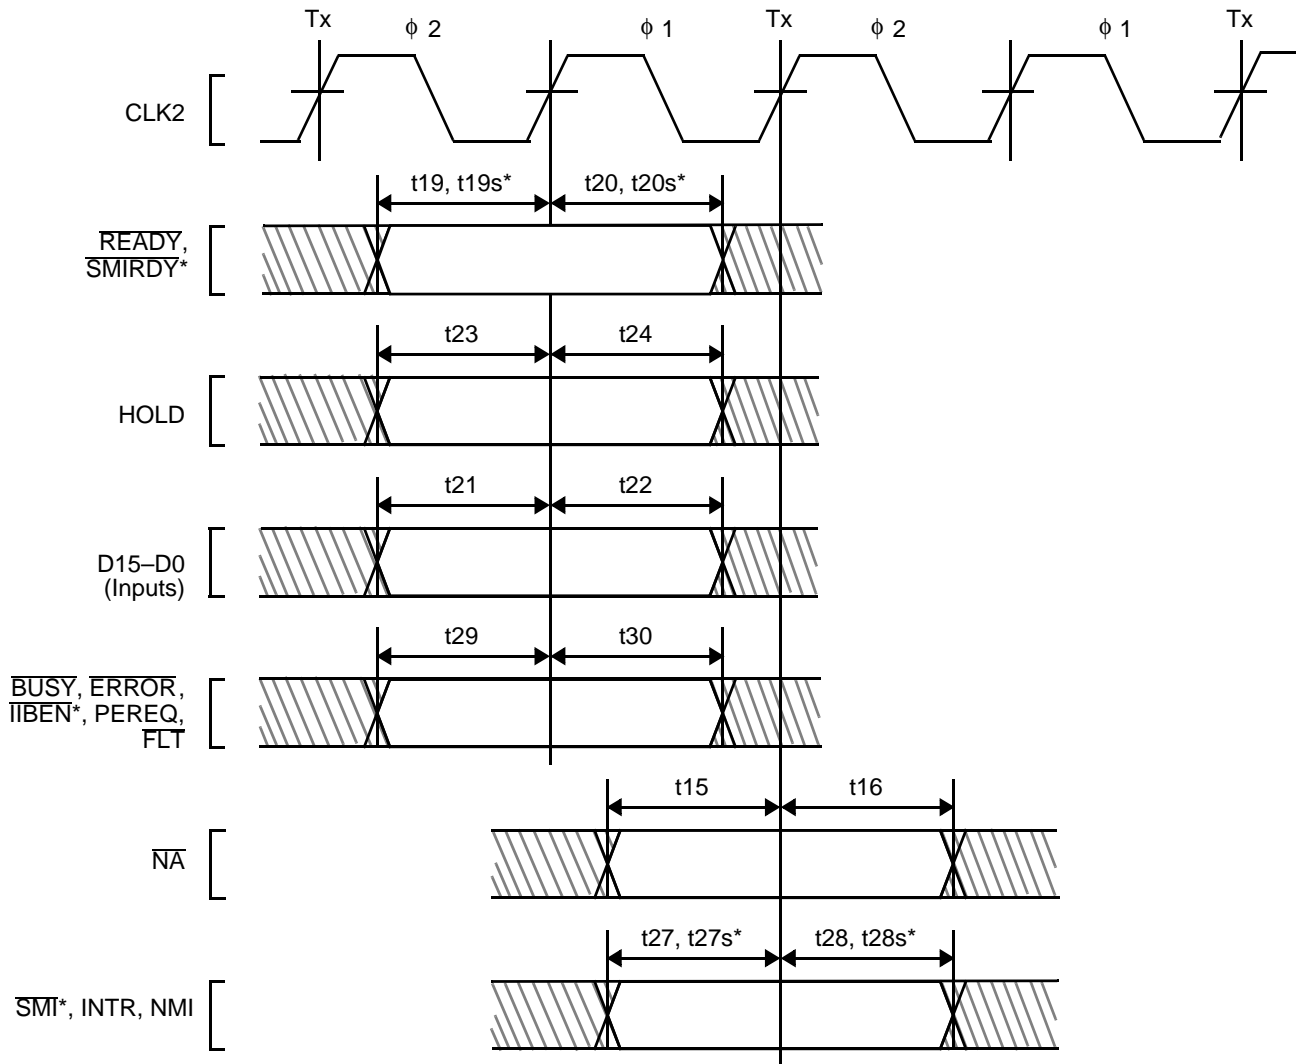 Tx Tx Tx
ϕ 2 ϕ 1 ϕ 2 ϕ 1
CLK2
t19, t19s* t20, t20s*
READY,
SMIRDY*
t23 t24
HOLD
t21 t22
D15–D0
(Inputs)
t29 t30
BUSY, ERROR,
IIBEN*, PEREQ,
FLT
t15 t16
NA
t27, t27s* t28, t28s*
SMI*, INTR, NMI